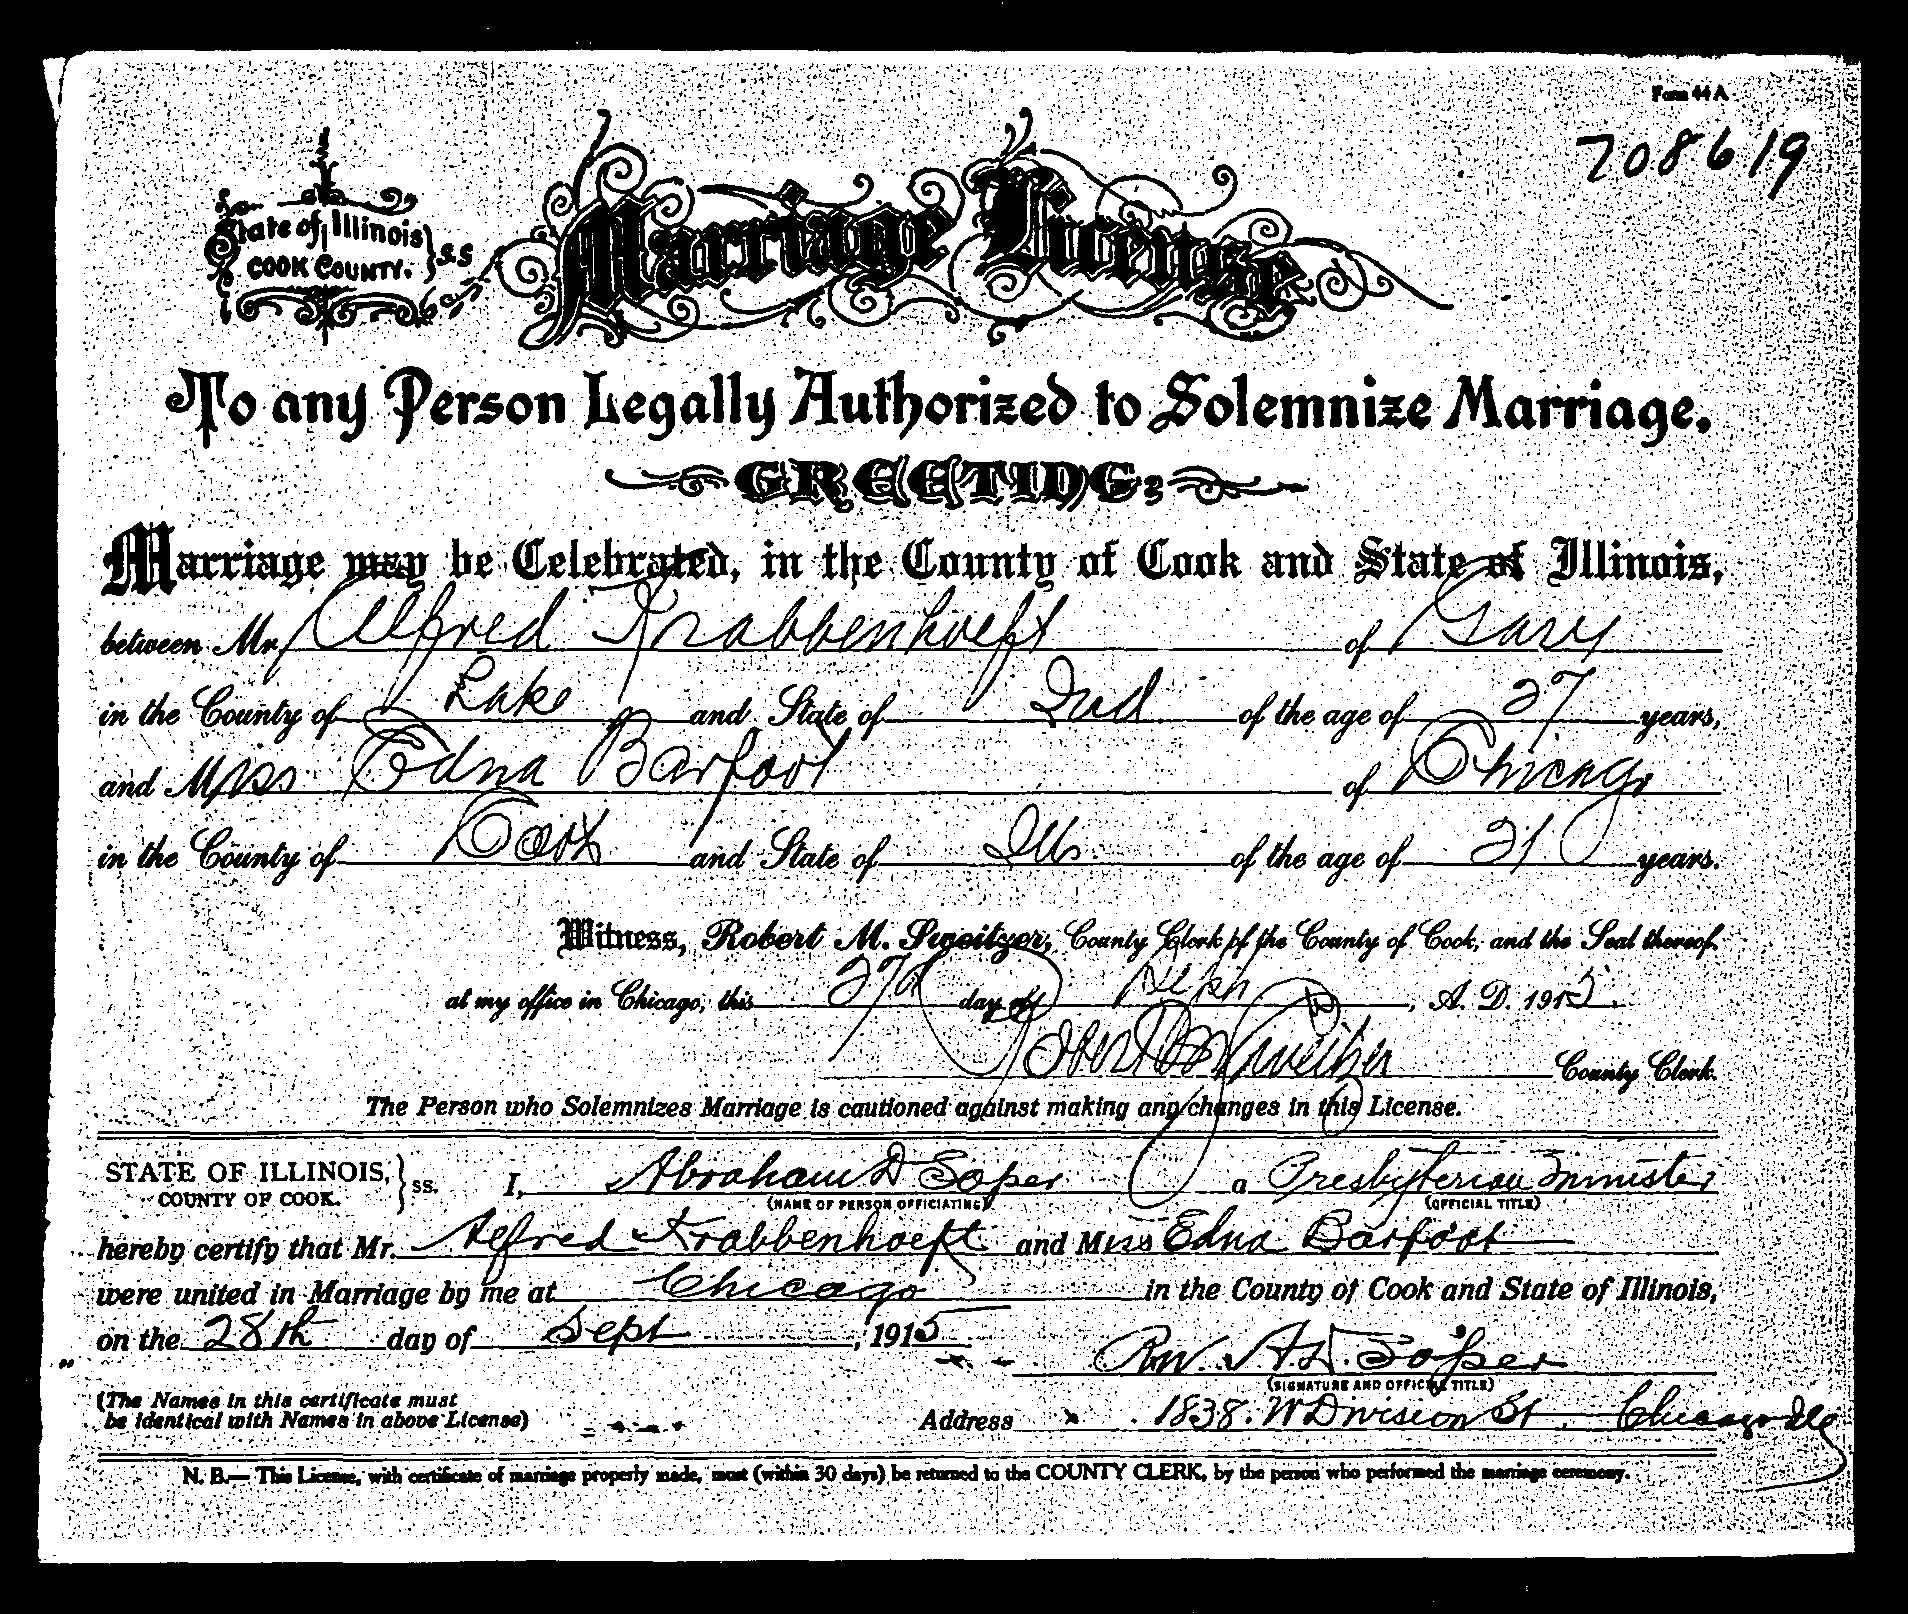 Form 44 A
708619
State of Illinois } S.S
COOK COUNTY.
Marriage License
To any Person Legally Authorized to Solemnize Marriage,
GREETING:
Marriage may be Celebrated, in the County of Cook and State of Illinois,
between Mr. Alfred Krabbenhoeft of Gary
in the County of Lake and State of Ind of the age of 27 years,
and Miss Edna Barfoot of Chicago
in the County of Cook and State of Ills of the age of 21 years.
Witness, Robert M. Sweitzer, County Clerk of the County of Cook, and the Seal thereof,
at my office in Chicago, this 27th day of Sept , A. D. 1915.
Robert M Sweitzer County Clerk.
The Person who Solemnizes Marriage is cautioned against making any changes in this License.
STATE OF ILLINOIS, } ss. I, Abraham D Soper a Presbyterian Minister
COUNTY OF COOK. (NAME OF PERSON OFFICIATING) (OFFICIAL TITLE)
hereby certify that Mr. Alfred Krabbenhoeft and Miss Edna Barfoot
were united in Marriage by me at Chicago in the County of Cook and State of Illinois,
on the 28th day of Sept , 1915 Rev. A.D. Soper
(SIGNATURE AND OFFICIAL TITLE)
(The Names in this certificate must
be identical with Names in above License) Address 1838. W Division St, Chicago Ills
N. B.— This License, with certificate of marriage properly made, must (within 30 days) be returned to the COUNTY CLERK, by the person who performed the marriage ceremony.